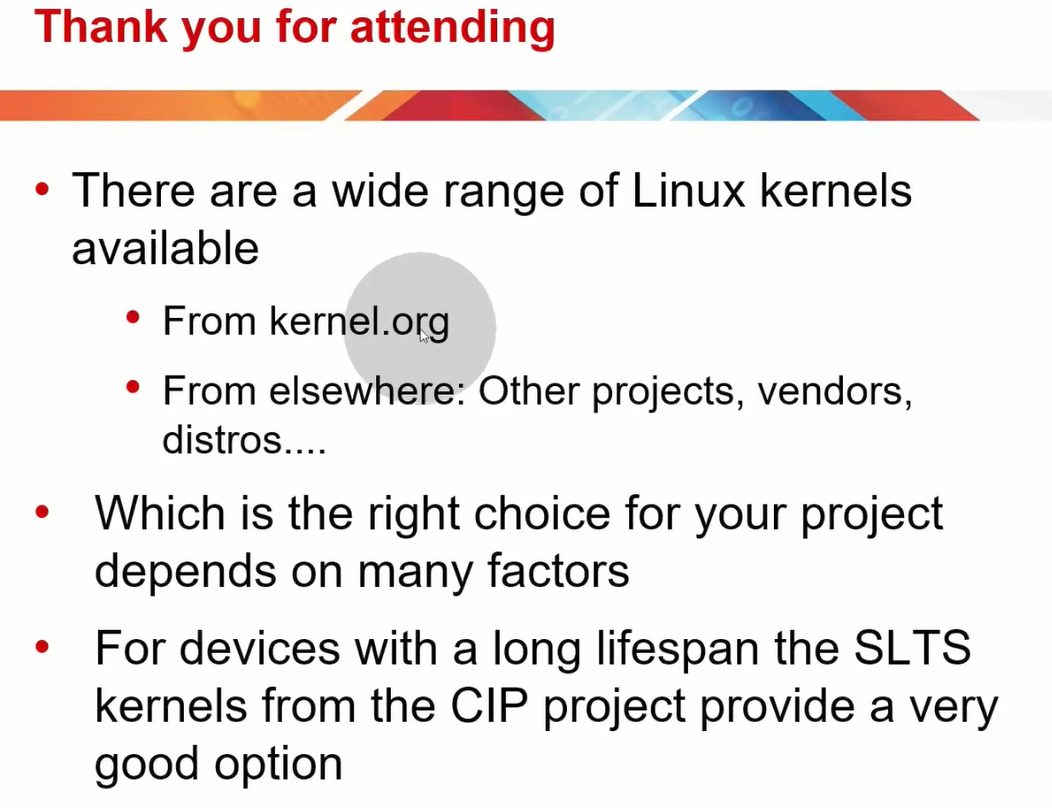 Thank you for attending
• There are a wide range of Linux kernels
available
• From kernel.org
• From elsewhere: Other projects, vendors,
distros....
• Which is the right choice for your project
depends on many factors
• For devices with a long lifespan the SLTS
kernels from the CIP project provide a very
good option